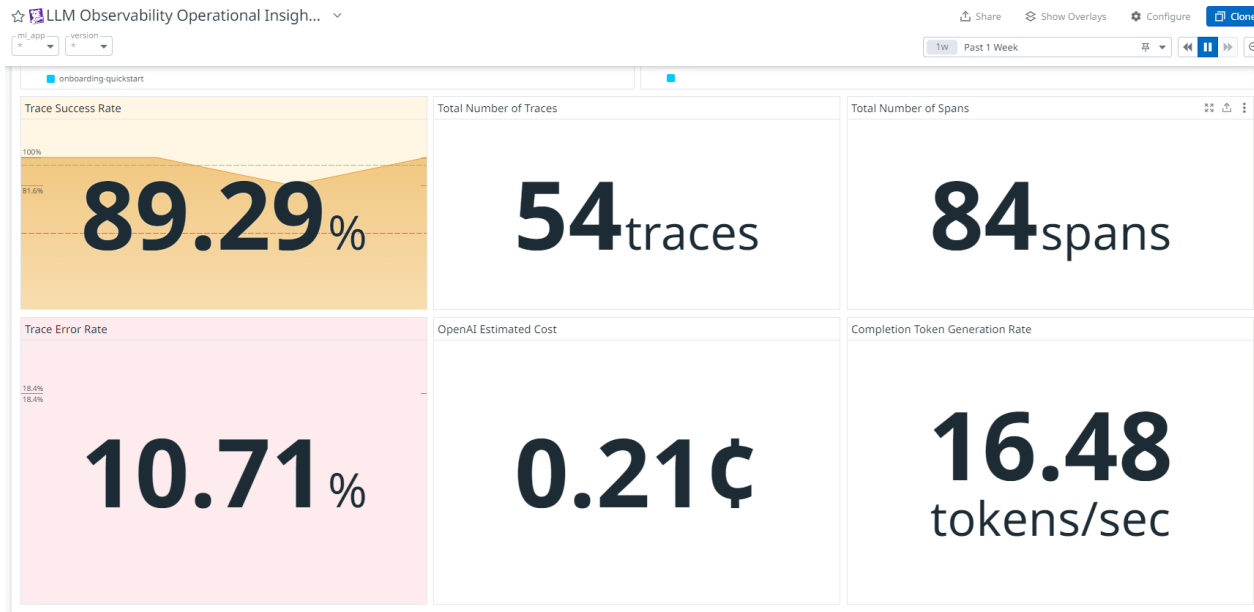 LLM Observability Operational Insigh...
Share
Show Overlays
Configure
Clone
ml_app
*
version
*
1w Past 1 Week
onboarding-quickstart
Trace Success Rate
100%
81.6%
89.29%
Total Number of Traces
54traces
Total Number of Spans
84spans
Trace Error Rate
18.4%
18.4%
10.71%
OpenAI Estimated Cost
0.21¢
Completion Token Generation Rate
16.48
tokens/sec